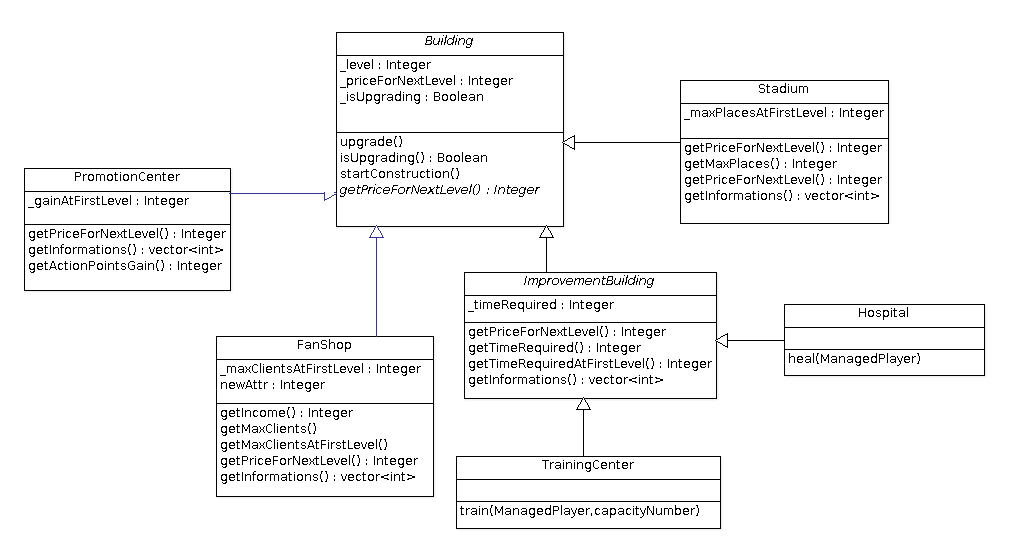 Building
_level : Integer
_priceForNextLevel : Integer
_isUpgrading : Boolean
upgrade()
isUpgrading() : Boolean
startConstruction()
getPriceForNextLevel() : Integer
Stadium
_maxPlacesAtFirstLevel : Integer
getPriceForNextLevel() : Integer
getMaxPlaces() : Integer
getPriceForNextLevel() : Integer
getInformations() : vector<int>
PromotionCenter
_gainAtFirstLevel : Integer
getPriceForNextLevel() : Integer
getInformations() : vector<int>
getActionPointsGain() : Integer
ImprovementBuilding
_timeRequired : Integer
getPriceForNextLevel() : Integer
getTimeRequired() : Integer
getTimeRequiredAtFirstLevel() : Integer
getInformations() : vector<int>
Hospital
heal(ManagedPlayer)
FanShop
_maxClientsAtFirstLevel : Integer
newAttr : Integer
getIncome() : Integer
getMaxClients()
getMaxClientsAtFirstLevel()
getPriceForNextLevel() : Integer
getInformations() : vector<int>
TrainingCenter
train(ManagedPlayer,capacityNumber)